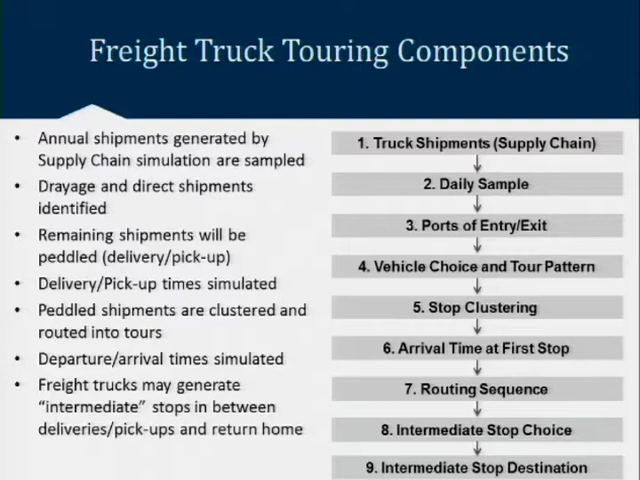 Freight Truck Touring Components
• Annual shipments generated by
Supply Chain simulation are sampled
• Drayage and direct shipments
identified
• Remaining shipments will be
peddled (delivery/pick-up)
• Delivery/Pick-up times simulated
• Peddled shipments are clustered and
routed into tours
• Departure/arrival times simulated
• Freight trucks may generate
“intermediate” stops in between
deliveries/pick-ups and return home
1. Truck Shipments (Supply Chain)
2. Daily Sample
3. Ports of Entry/Exit
4. Vehicle Choice and Tour Pattern
5. Stop Clustering
6. Arrival Time at First Stop
7. Routing Sequence
8. Intermediate Stop Choice
9. Intermediate Stop Destination